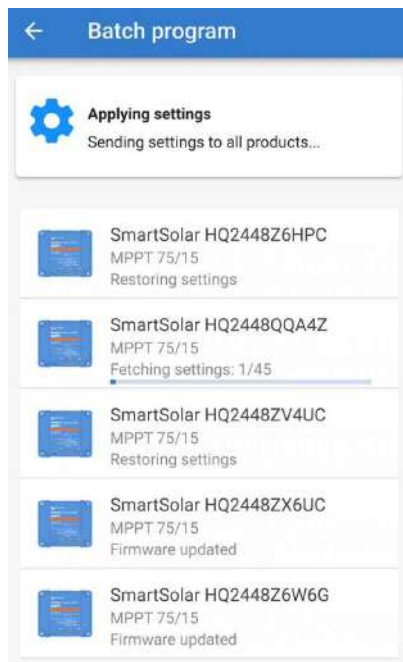 Batch program
Applying settings
Sending settings to all products...
SmartSolar HQ2448Z6HPC
MPPT 75/15
Restoring settings
SmartSolar HQ2448QQA4Z
MPPT 75/15
Fetching settings: 1/45
SmartSolar HQ2448ZV4UC
MPPT 75/15
Restoring settings
SmartSolar HQ2448ZX6UC
MPPT 75/15
Firmware updated
SmartSolar HQ2448Z6W6G
MPPT 75/15
Firmware updated